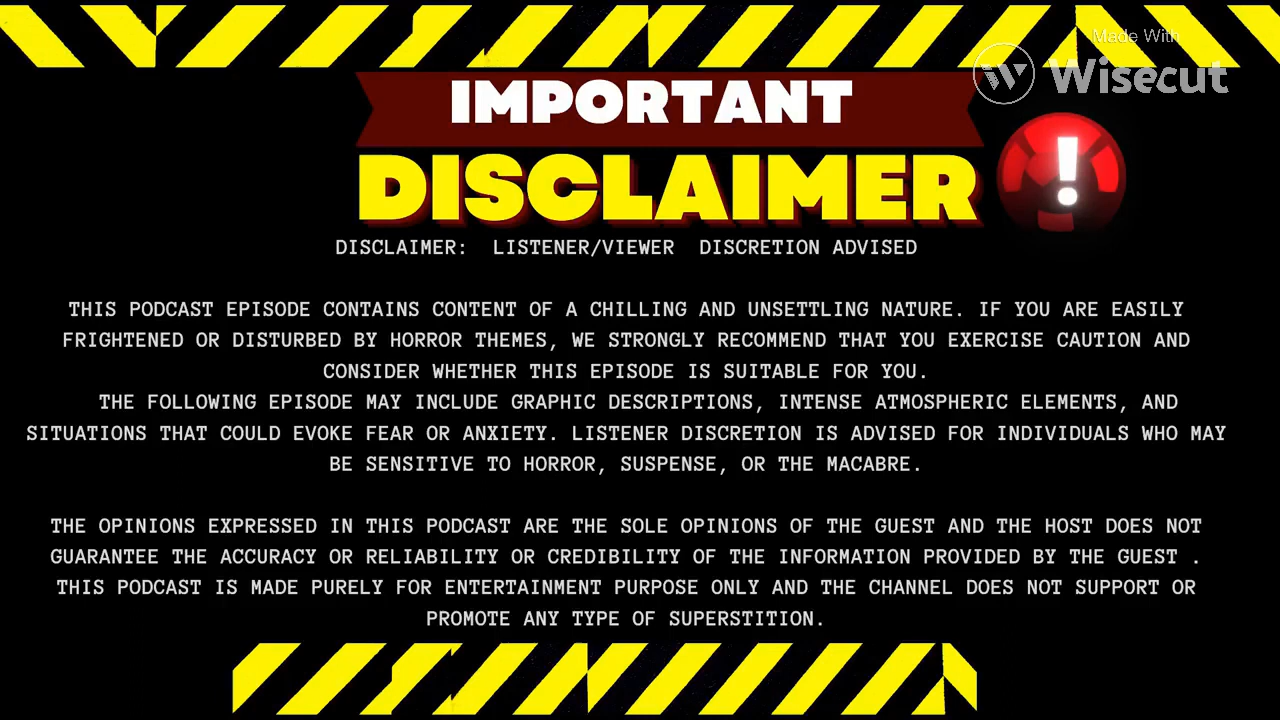 Made With
Wisecut
IMPORTANT
DISCLAIMER
!
DISCLAIMER: LISTENER/VIEWER DISCRETION ADVISED
THIS PODCAST EPISODE CONTAINS CONTENT OF A CHILLING AND UNSETTLING NATURE. IF YOU ARE EASILY
FRIGHTENED OR DISTURBED BY HORROR THEMES, WE STRONGLY RECOMMEND THAT YOU EXERCISE CAUTION AND
CONSIDER WHETHER THIS EPISODE IS SUITABLE FOR YOU.
THE FOLLOWING EPISODE MAY INCLUDE GRAPHIC DESCRIPTIONS, INTENSE ATMOSPHERIC ELEMENTS, AND
SITUATIONS THAT COULD EVOKE FEAR OR ANXIETY. LISTENER DISCRETION IS ADVISED FOR INDIVIDUALS WHO MAY
BE SENSITIVE TO HORROR, SUSPENSE, OR THE MACABRE.
THE OPINIONS EXPRESSED IN THIS PODCAST ARE THE SOLE OPINIONS OF THE GUEST AND THE HOST DOES NOT
GUARANTEE THE ACCURACY OR RELIABILITY OR CREDIBILITY OF THE INFORMATION PROVIDED BY THE GUEST .
THIS PODCAST IS MADE PURELY FOR ENTERTAINMENT PURPOSE ONLY AND THE CHANNEL DOES NOT SUPPORT OR
PROMOTE ANY TYPE OF SUPERSTITION.